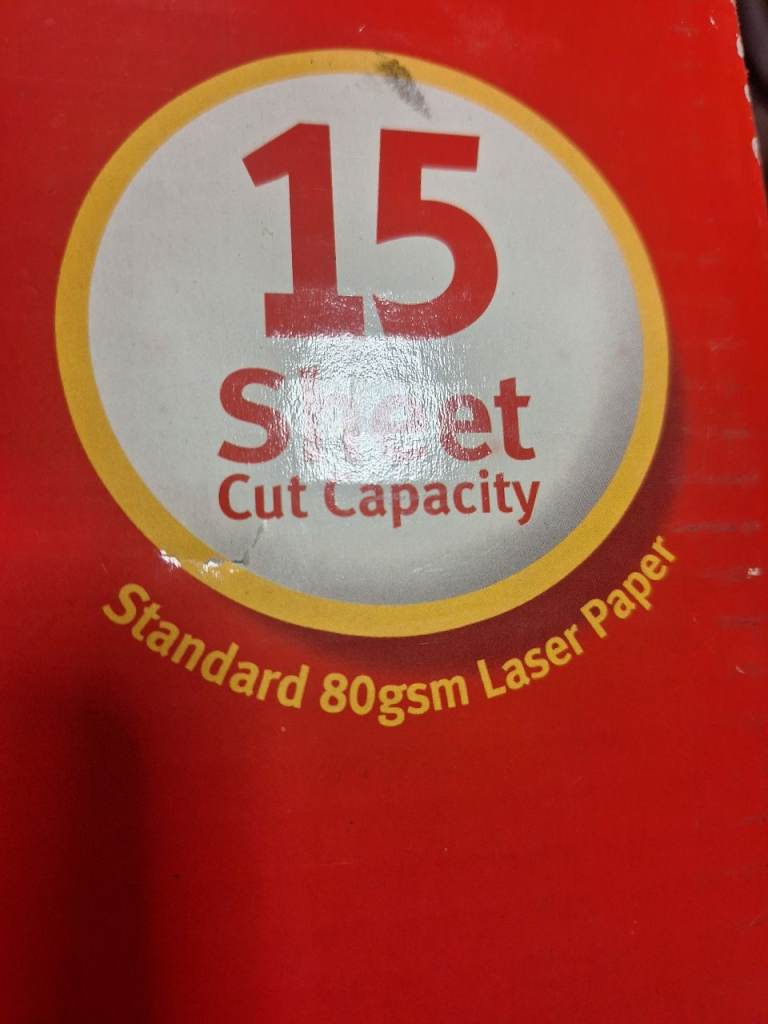 15
Sheet
Cut Capacity
Standard 80gsm Laser Paper